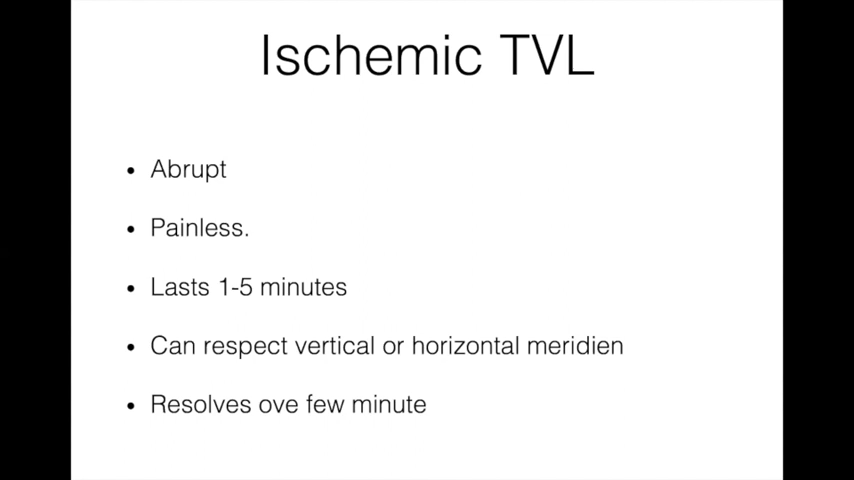 Ischemic TVL
• Abrupt
• Painless.
• Lasts 1-5 minutes
• Can respect vertical or horizontal meridien
• Resolves ove few minute